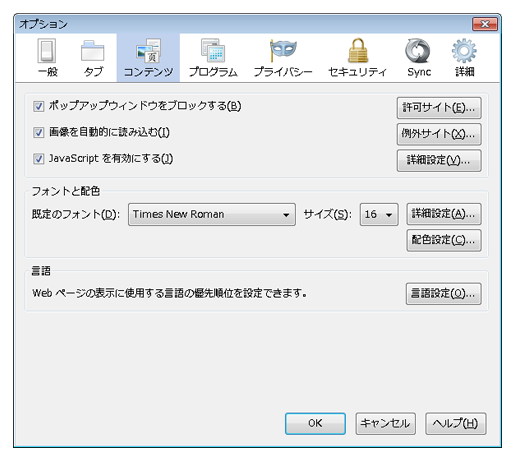 オプション
一般 タブ コンテンツ プログラム プライバシー セキュリティ Sync 詳細
ポップアップウィンドウをブロックする(B) 許可サイト(E)...
画像を自動的に読み込む(I) 例外サイト(X)...
JavaScript を有効にする(J) 詳細設定(V)...
フォントと配色
既定のフォント(D): Times New Roman サイズ(S): 16 詳細設定(A)...
配色設定(C)...
言語
Web ページの表示に使用する言語の優先順位を設定できます。 言語設定(O)...
OK キャンセル ヘルプ(H)